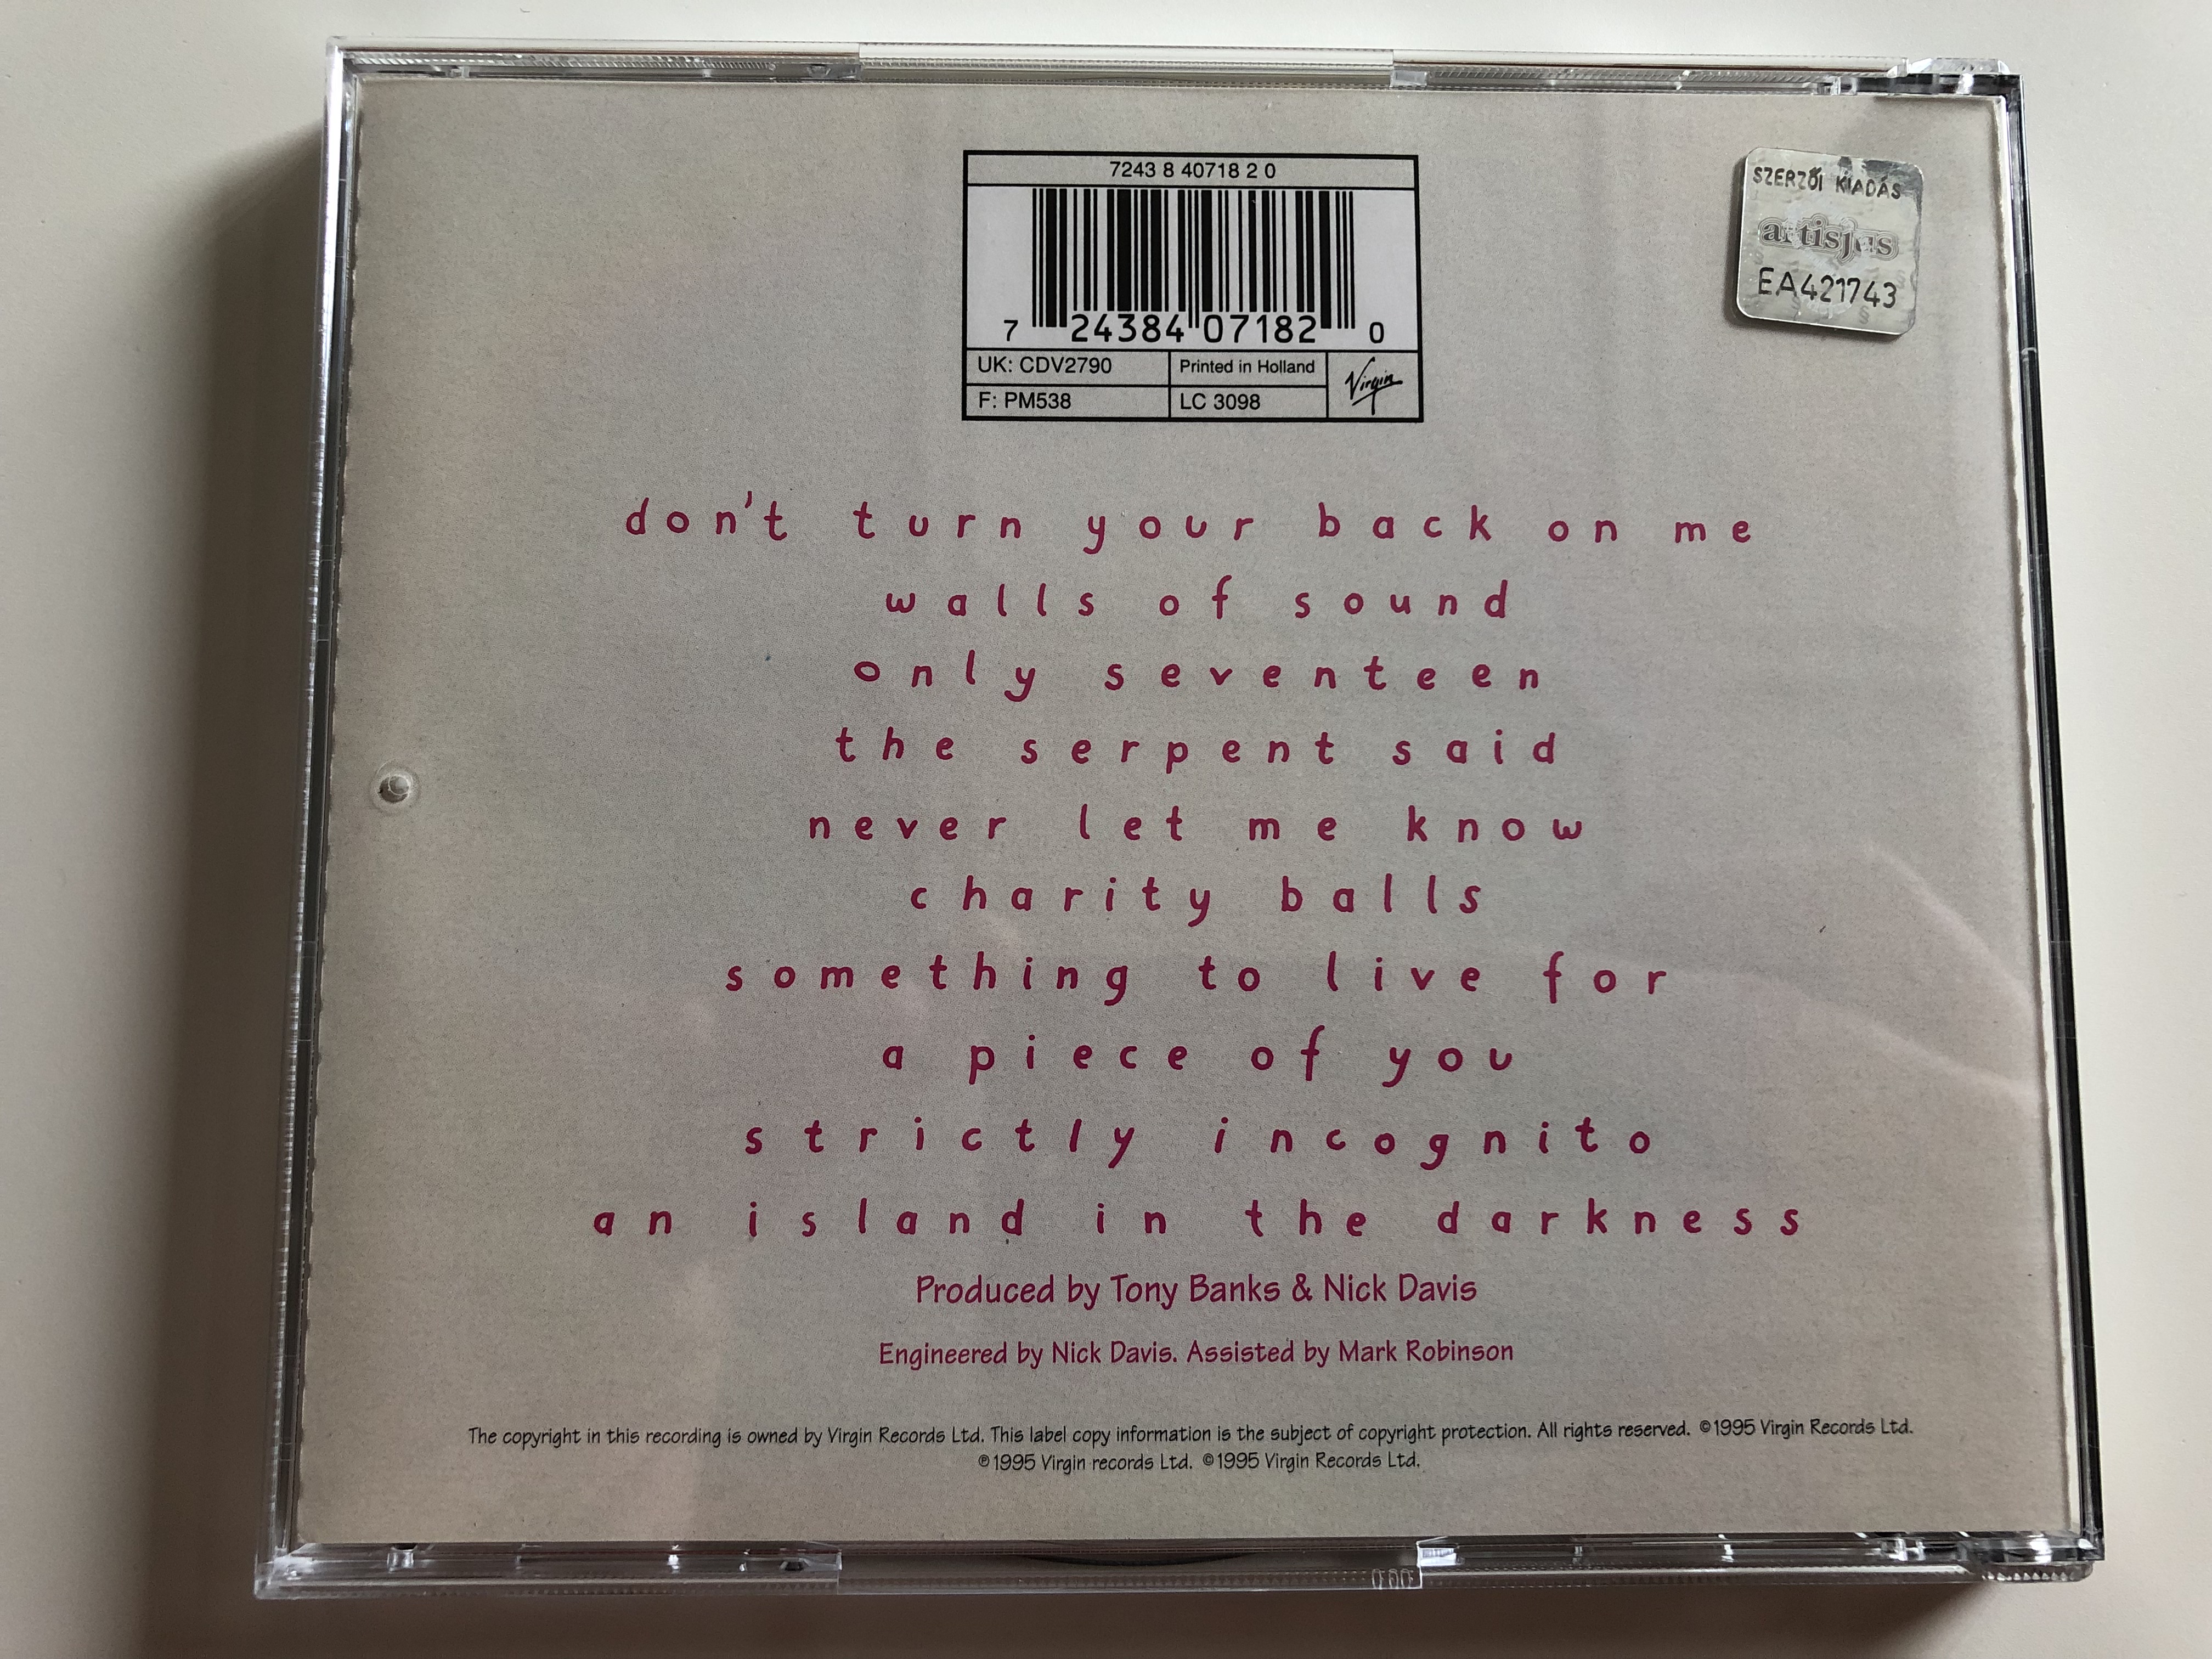 7243 8 40718 2 0
7 24384 07182 0
UK: CDV2790
Printed in Holland
F: PM538
LC 3098
Virgin
SZERZŐI KIADÁS
artisjus
EA421743
don't turn your back on me
walls of sound
only seventeen
the serpent said
never let me know
charity balls
something to live for
a piece of you
strictly incognito
an island in the darkness
Produced by Tony Banks & Nick Davis
Engineered by Nick Davis. Assisted by Mark Robinson
The copyright in this recording is owned by Virgin Records Ltd. This label copy information is the subject of copyright protection. All rights reserved. ©1995 Virgin Records Ltd.
℗1995 Virgin records Ltd. ©1995 Virgin Records Ltd.